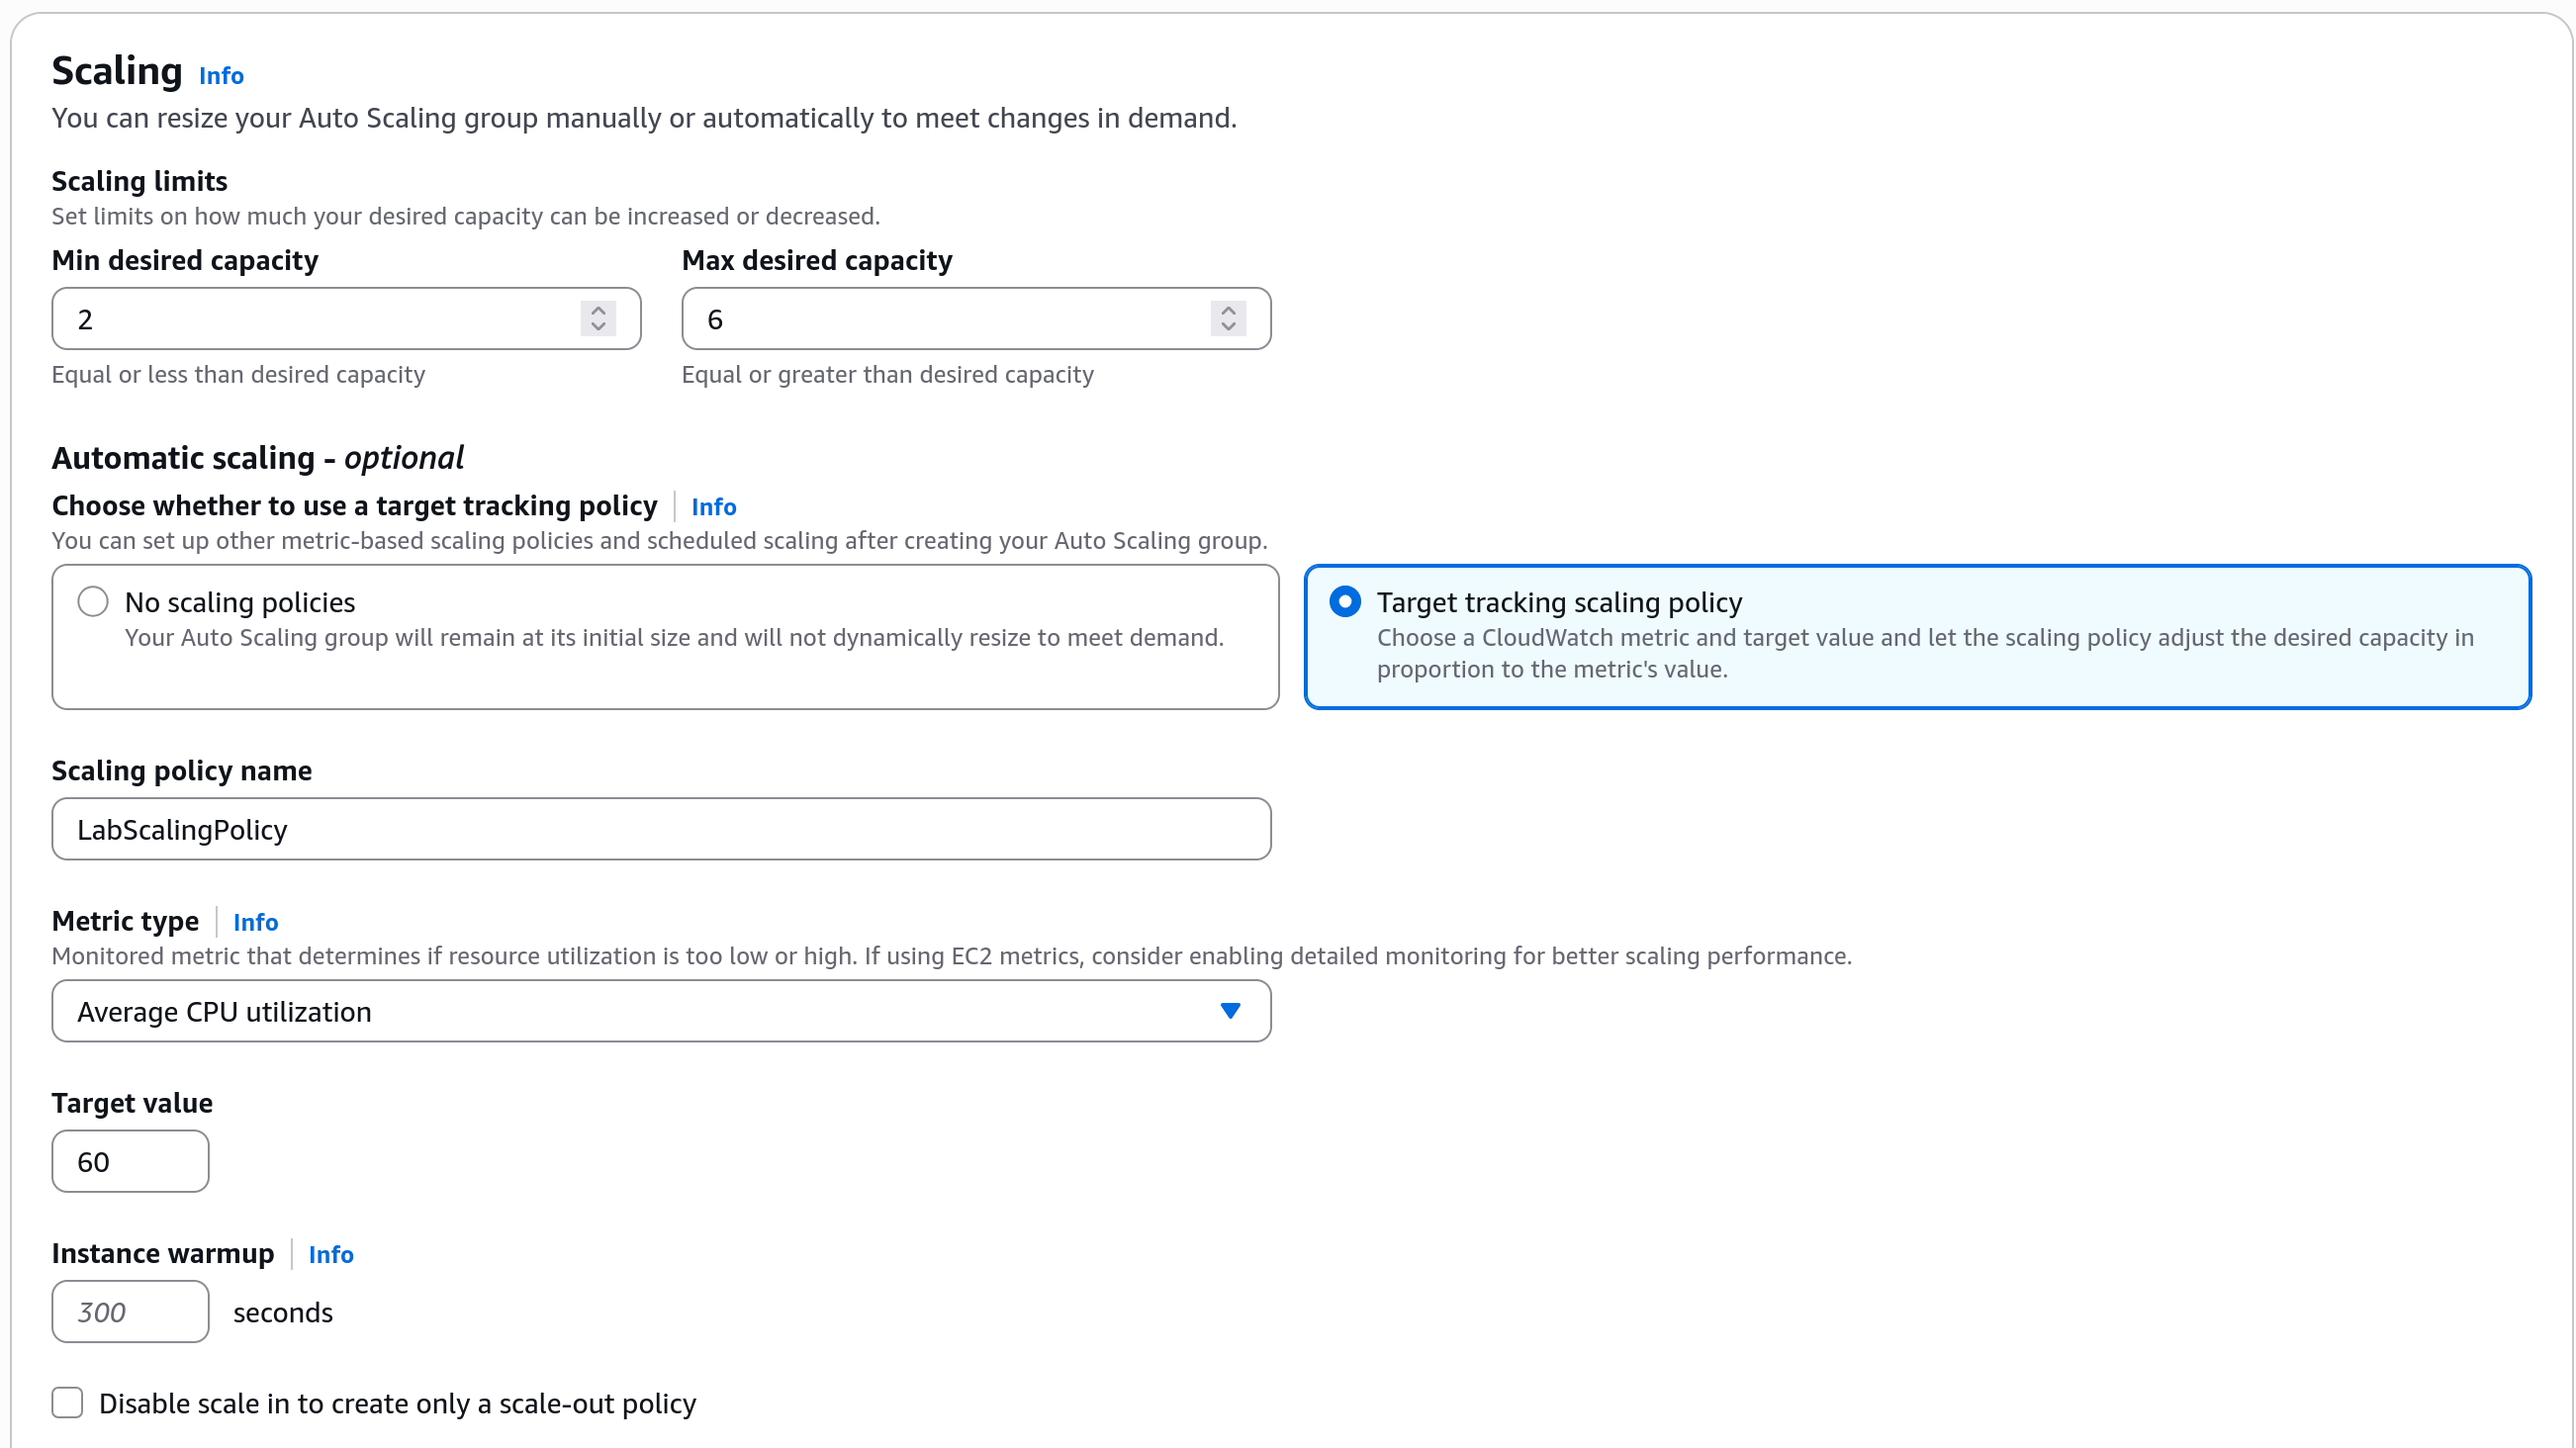 Scaling Info
You can resize your Auto Scaling group manually or automatically to meet changes in demand.
Scaling limits
Set limits on how much your desired capacity can be increased or decreased.
Min desired capacity
2
Equal or less than desired capacity
Max desired capacity
6
Equal or greater than desired capacity
Automatic scaling - optional
Choose whether to use a target tracking policy Info
You can set up other metric-based scaling policies and scheduled scaling after creating your Auto Scaling group.
No scaling policies
Your Auto Scaling group will remain at its initial size and will not dynamically resize to meet demand.
Target tracking scaling policy
Choose a CloudWatch metric and target value and let the scaling policy adjust the desired capacity in
proportion to the metric's value.
Scaling policy name
LabScalingPolicy
Metric type Info
Monitored metric that determines if resource utilization is too low or high. If using EC2 metrics, consider enabling detailed monitoring for better scaling performance.
Average CPU utilization
Target value
60
Instance warmup Info
300 seconds
Disable scale in to create only a scale-out policy